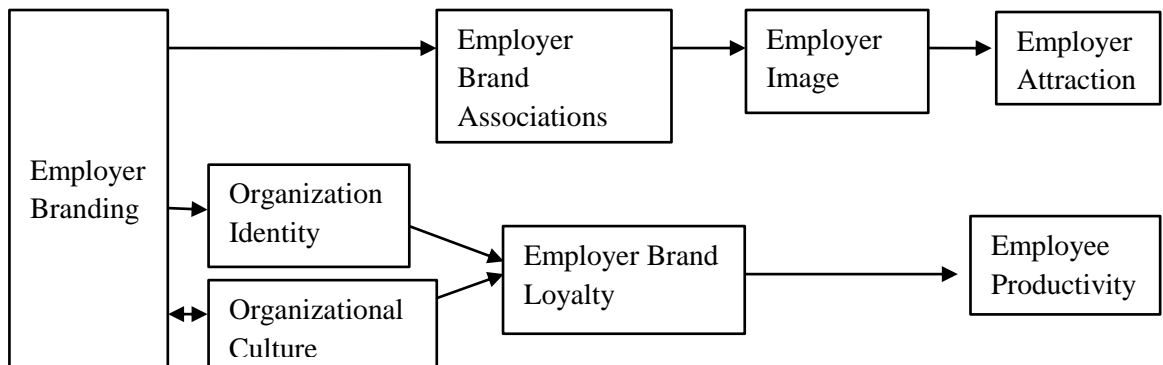 Employer
Branding
Employer
Brand
Associations
Employer
Image
Employer
Attraction
Organization
Identity
Organizational
Culture
Employer Brand
Loyalty
Employee
Productivity